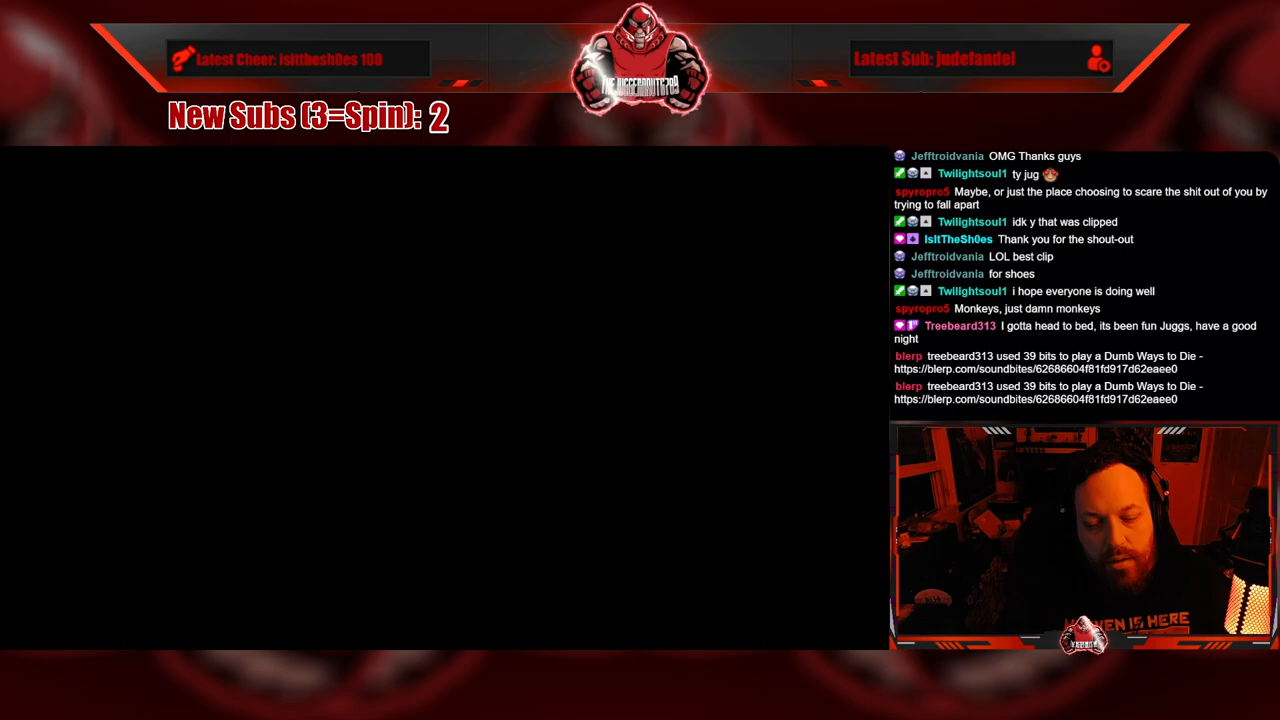 Latest Cheer: Isitthesh0es 100
THEJUGGERNAUT6789
Latest Sub: judefandel
New Subs (3=Spin): 2
Jefftroidvania OMG Thanks guys
Twilightsoul1 ty jug
spyropro5 Maybe, or just the place choosing to scare the shit out of you by
trying to fall apart
Twilightsoul1 idk y that was clipped
IsItTheSh0es Thank you for the shout-out
Jefftroidvania LOL best clip
Jefftroidvania for shoes
Twilightsoul1 i hope everyone is doing well
spyropro5 Monkeys, just damn monkeys
Treebeard313 I gotta head to bed, its been fun Juggs, have a good
night
blerp treebeard313 used 39 bits to play a Dumb Ways to Die -
https://blerp.com/soundbites/62686604f81fd917d62eaee0
blerp treebeard313 used 39 bits to play a Dumb Ways to Die -
https://blerp.com/soundbites/62686604f81fd917d62eaee0
IS HERE